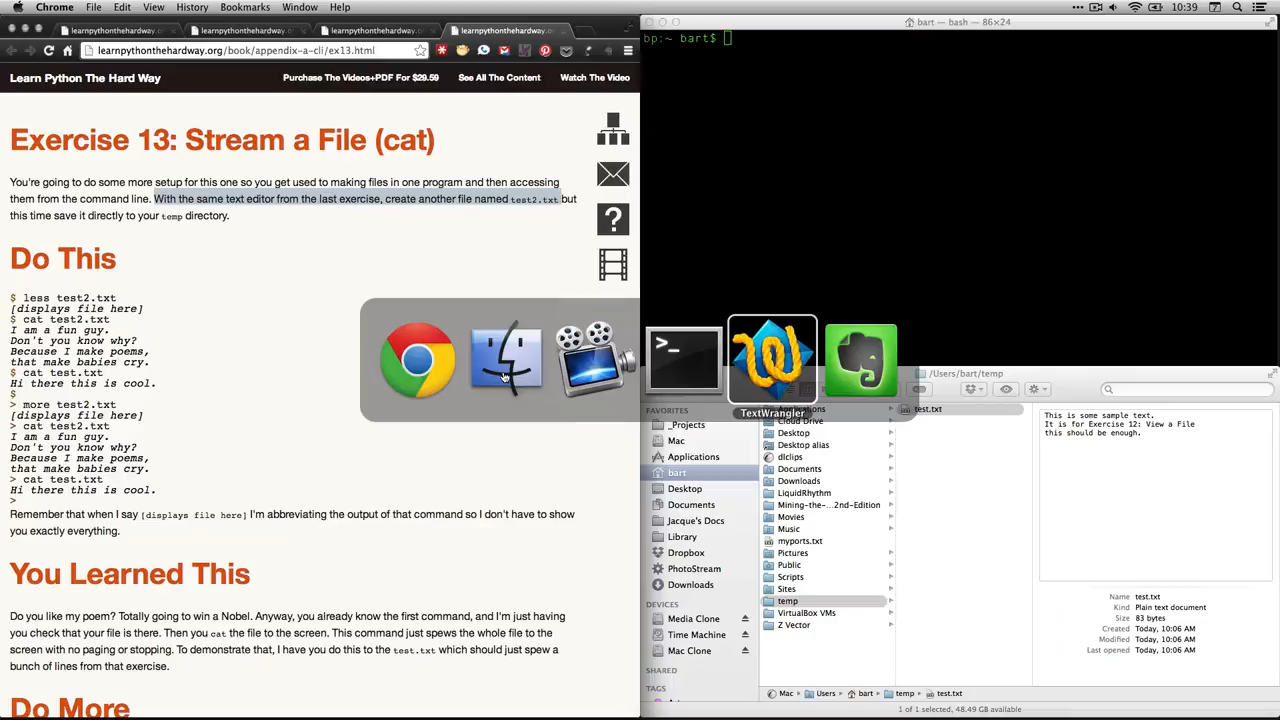 Chrome File Edit View History Bookmarks Window Help 10:39
learnpythonthehardway.org learnpythonthehardway.org learnpythonthehardway.org learnpythonthehardway.org
learnpythonthehardway.org/book/appendix-a-cli/ex13.html
Learn Python The Hard Way Purchase The Videos+PDF For $29.59 See All The Content Watch The Video
Exercise 13: Stream a File (cat)
You're going to do some more setup for this one so you get used to making files in one program and then accessing
them from the command line. With the same text editor from the last exercise, create another file named test2.txt but
this time save it directly to your temp directory.
Do This
$ less test2.txt
[displays file here]
$ cat test2.txt
I am a fun guy.
Don't you know why?
Because I make poems,
that make babies cry.
$ cat test.txt
Hi there this is cool.
$
> more test2.txt
[displays file here]
> cat test2.txt
I am a fun guy.
Don't you know why?
Because I make poems,
that make babies cry.
> cat test.txt
Hi there this is cool.
>
Remember that when I say [displays file here] I'm abbreviating the output of that command so I don't have to show
you exactly everything.
You Learned This
Do you like my poem? Totally going to win a Nobel. Anyway, you already know the first command, and I'm just having
you check that your file is there. Then you cat the file to the screen. This command just spews the whole file to the
screen with no paging or stopping. To demonstrate that, I have you do this to the test.txt which should just spew a
bunch of lines from that exercise.
Do More
bart — bash — 86×24
bp:~ bart$
TextWrangler
/Users/bart/temp
FAVORITES
_Projects
Mac
Applications
bart
Desktop
Documents
Jacque's Docs
Library
Dropbox
PhotoStream
Downloads
DEVICES
Media Clone
Time Machine
Mac Clone
SHARED
TAGS
Applications
Cloud Drive
Desktop
Desktop alias
dlclips
Documents
Downloads
LiquidRhythm
Mining-the-...2nd-Edition
Movies
Music
myports.txt
Pictures
Public
Scripts
Sites
temp
VirtualBox VMs
Z Vector
test.txt
This is some sample text.
It is for Exercise 12: View a File
this should be enough.
Name test.txt
Kind Plain text document
Size 83 bytes
Created Today, 10:06 AM
Modified Today, 10:06 AM
Last opened Today, 10:06 AM
Mac Users bart temp test.txt
1 of 1 selected, 48.49 GB available